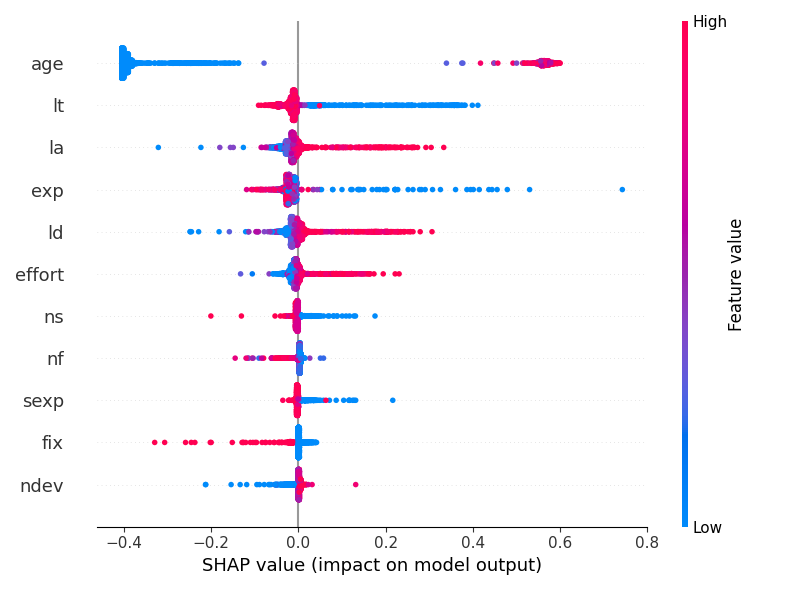 High
age
lt
la
exp
ld
effort
ns
nf
sexp
fix
ndev
Feature value
Low
−0.4 −0.2 0.0 0.2 0.4 0.6 0.8
SHAP value (impact on model output)